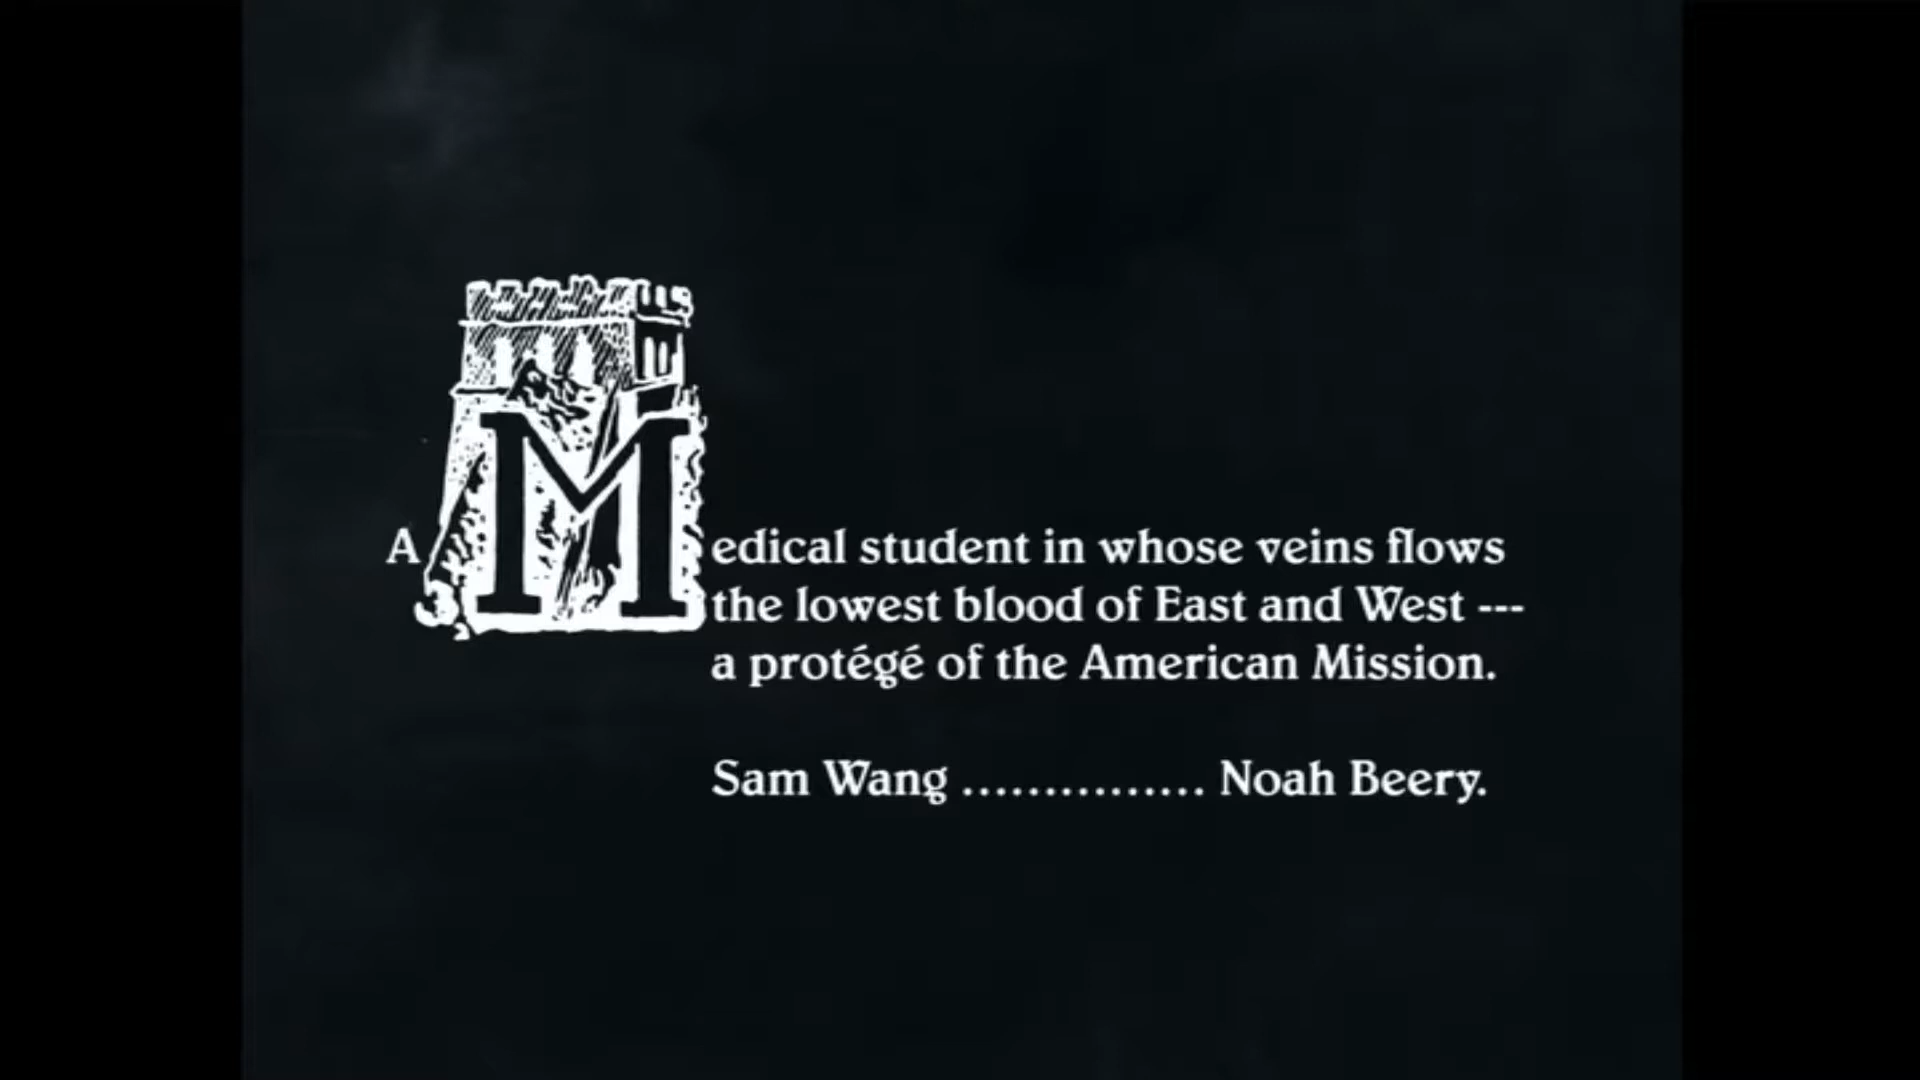 A Medical student in whose veins flows
the lowest blood of East and West ---
a protégé of the American Mission.
Sam Wang ............... Noah Beery.